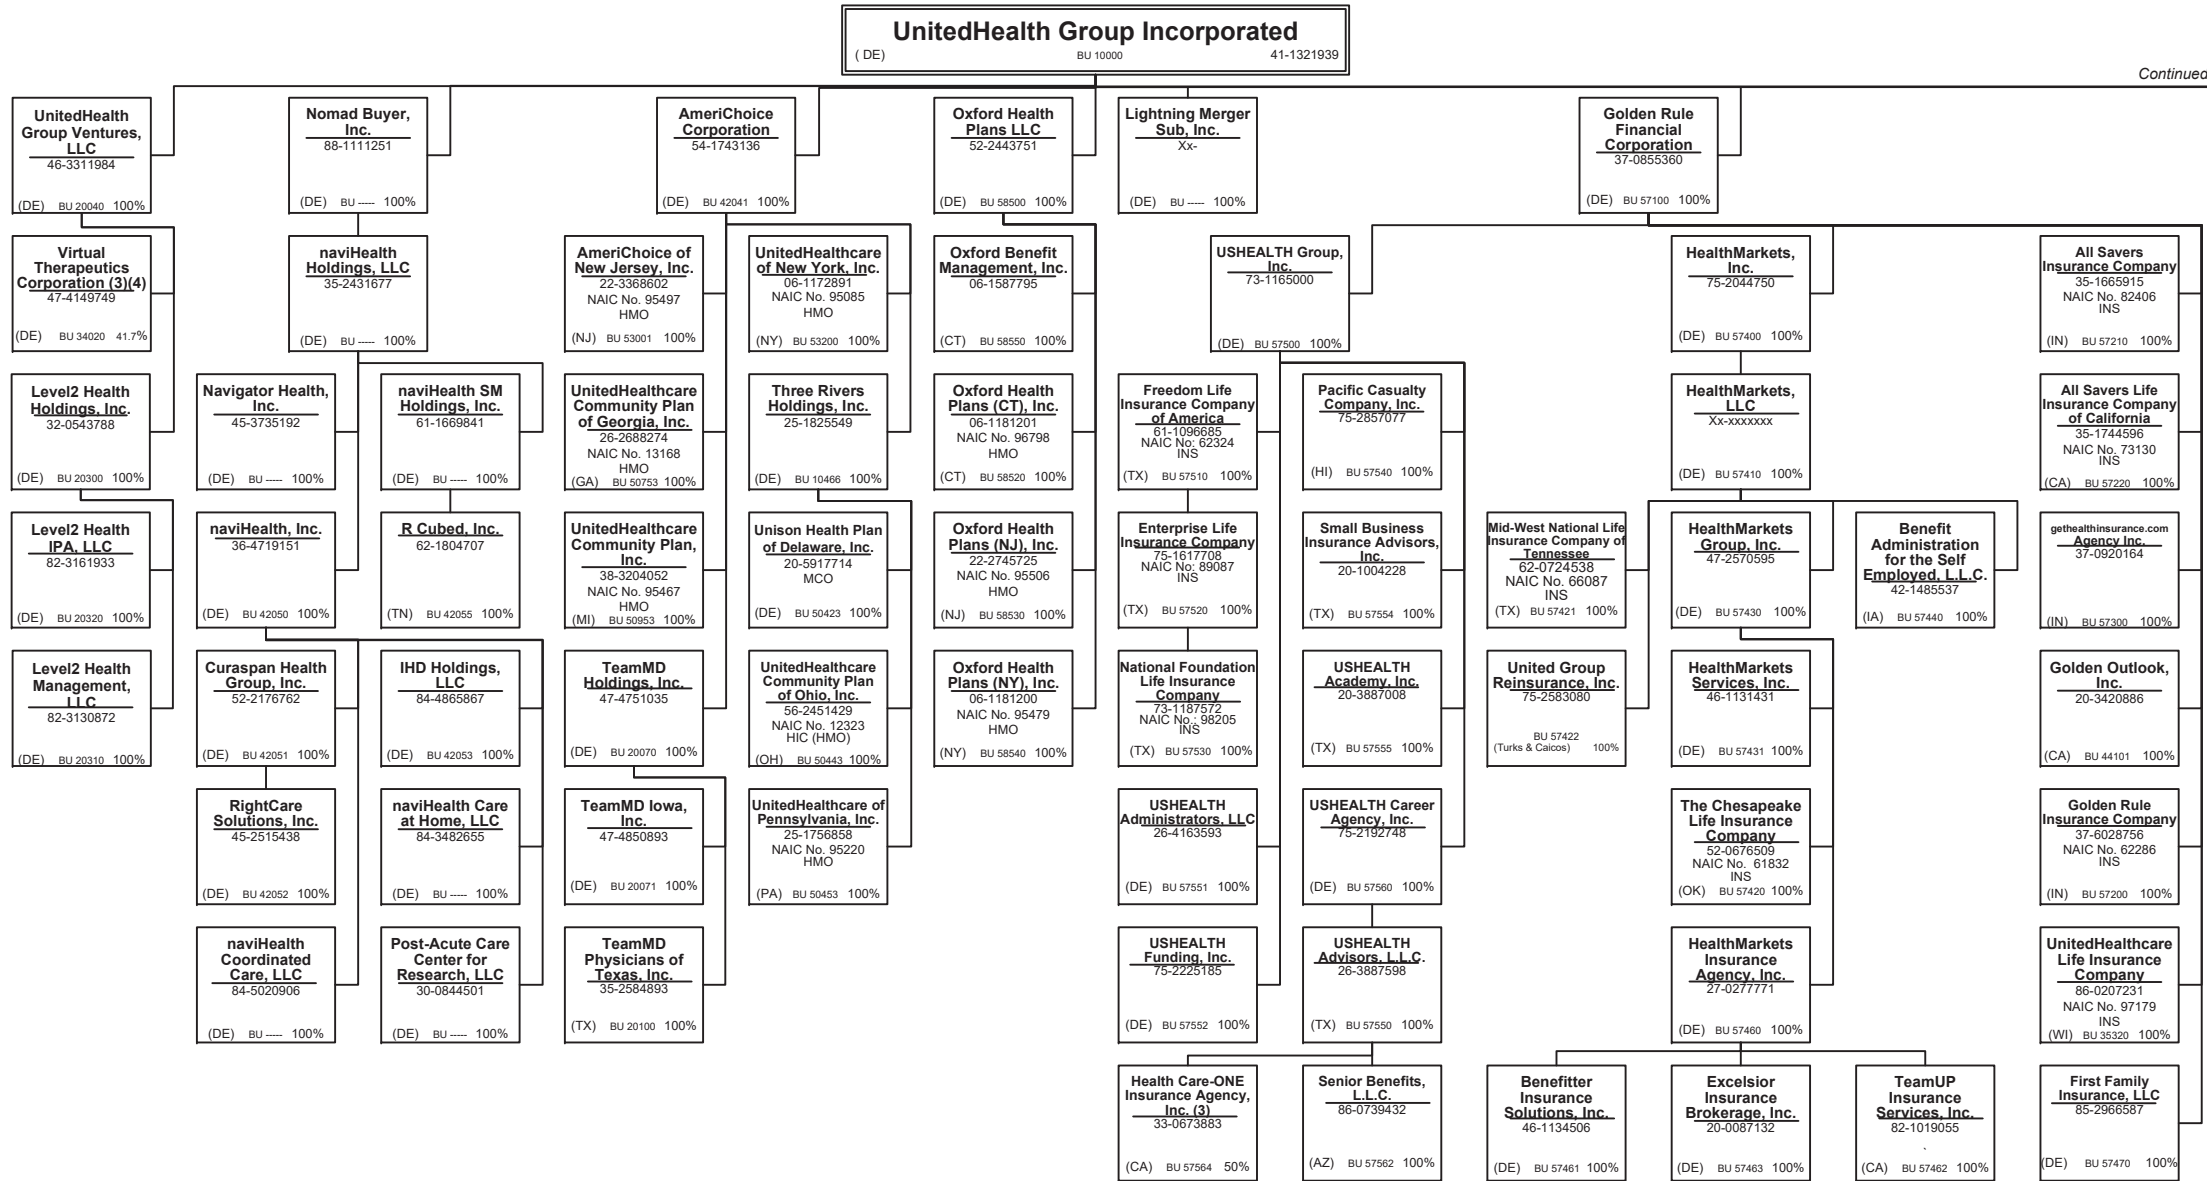 UnitedHealth Group Incorporated
( DE) BU 10000 41-1321939
Continued
UnitedHealth
Group Ventures,
LLC
46-3311984
(DE) BU 20040 100%
Nomad Buyer,
Inc.
88-1111251
(DE) BU ----- 100%
AmeriChoice
Corporation
54-1743136
(DE) BU 42041 100%
Oxford Health
Plans LLC
52-2443751
(DE) BU 58500 100%
Lightning Merger
Sub, Inc.
Xx-
(DE) BU ----- 100%
Golden Rule
Financial
Corporation
37-0855360
(DE) BU 57100 100%
Virtual
Therapeutics
Corporation (3)(4)
47-4149749
(DE) BU 34020 41.7%
naviHealth
Holdings, LLC
35-2431677
(DE) BU ----- 100%
AmeriChoice of
New Jersey, Inc.
22-3368602
NAIC No. 95497
HMO
(NJ) BU 53001 100%
UnitedHealthcare
of New York, Inc.
06-1172891
NAIC No. 95085
HMO
(NY) BU 53200 100%
Oxford Benefit
Management, Inc.
06-1587795
(CT) BU 58550 100%
USHEALTH Group,
Inc.
73-1165000
(DE) BU 57500 100%
HealthMarkets,
Inc.
75-2044750
(DE) BU 57400 100%
All Savers
Insurance Company
35-1665915
NAIC No. 82406
INS
(IN) BU 57210 100%
Level2 Health
Holdings, Inc.
32-0543788
(DE) BU 20300 100%
Navigator Health,
Inc.
45-3735192
(DE) BU ----- 100%
naviHealth SM
Holdings, Inc.
61-1669841
(DE) BU ----- 100%
UnitedHealthcare
Community Plan
of Georgia, Inc.
26-2688274
NAIC No. 13168
HMO
(GA) BU 50753 100%
Three Rivers
Holdings, Inc.
25-1825549
(DE) BU 10466 100%
Oxford Health
Plans (CT), Inc.
06-1181201
NAIC No. 96798
HMO
(CT) BU 58520 100%
Freedom Life
Insurance Company
of America
61-1096685
NAIC No: 62324
INS
(TX) BU 57510 100%
Pacific Casualty
Company, Inc.
75-2857077
(HI) BU 57540 100%
HealthMarkets,
LLC
Xx-xxxxxxx
(DE) BU 57410 100%
All Savers Life
Insurance Company
of California
35-1744596
NAIC No. 73130
INS
(CA) BU 57220 100%
Level2 Health
IPA, LLC
82-3161933
(DE) BU 20320 100%
naviHealth, Inc.
36-4719151
(DE) BU 42050 100%
R Cubed, Inc.
62-1804707
(TN) BU 42055 100%
UnitedHealthcare
Community Plan,
Inc.
38-3204052
NAIC No. 95467
HMO
(MI) BU 50953 100%
Unison Health Plan
of Delaware, Inc.
20-5917714
MCO
(DE) BU 50423 100%
Oxford Health
Plans (NJ), Inc.
22-2745725
NAIC No. 95506
HMO
(NJ) BU 58530 100%
Enterprise Life
Insurance Company
75-1617708
NAIC No: 89087
INS
(TX) BU 57520 100%
Small Business
Insurance Advisors,
Inc.
20-1004228
(TX) BU 57554 100%
Mid-West National Life
Insurance Company of
Tennessee
62-0724538
NAIC No. 66087
INS
(TX) BU 57421 100%
HealthMarkets
Group, Inc.
47-2570595
(DE) BU 57430 100%
Benefit
Administration
for the Self
Employed, L.L.C.
42-1485537
(IA) BU 57440 100%
gethealthinsurance.com
Agency Inc.
37-0920164
(IN) BU 57300 100%
Level2 Health
Management,
LLC
82-3130872
(DE) BU 20310 100%
Curaspan Health
Group, Inc.
52-2176762
(DE) BU 42051 100%
IHD Holdings,
LLC
84-4865867
(DE) BU 42053 100%
TeamMD
Holdings, Inc.
47-4751035
(DE) BU 20070 100%
UnitedHealthcare
Community Plan
of Ohio, Inc.
56-2451429
NAIC No. 12323
HIC (HMO)
(OH) BU 50443 100%
Oxford Health
Plans (NY), Inc.
06-1181200
NAIC No. 95479
HMO
(NY) BU 58540 100%
National Foundation
Life Insurance
Company
73-1187572
NAIC No.: 98205
INS
(TX) BU 57530 100%
USHEALTH
Academy, Inc.
20-3887008
(TX) BU 57555 100%
United Group
Reinsurance, Inc.
75-2583080
BU 57422
(Turks & Caicos) 100%
HealthMarkets
Services, Inc.
46-1131431
(DE) BU 57431 100%
Golden Outlook,
Inc.
20-3420886
(CA) BU 44101 100%
RightCare
Solutions, Inc.
45-2515438
(DE) BU 42052 100%
naviHealth Care
at Home, LLC
84-3482655
(DE) BU ----- 100%
TeamMD Iowa,
Inc.
47-4850893
(DE) BU 20071 100%
UnitedHealthcare of
Pennsylvania, Inc.
25-1756858
NAIC No. 95220
HMO
(PA) BU 50453 100%
USHEALTH
Administrators, LLC
26-4163593
(DE) BU 57551 100%
USHEALTH Career
Agency, Inc.
75-2192748
(DE) BU 57560 100%
The Chesapeake
Life Insurance
Company
52-0676509
NAIC No. 61832
INS
(OK) BU 57420 100%
Golden Rule
Insurance Company
37-6028756
NAIC No. 62286
INS
(IN) BU 57200 100%
naviHealth
Coordinated
Care, LLC
84-5020906
(DE) BU ----- 100%
Post-Acute Care
Center for
Research, LLC
30-0844501
(DE) BU ----- 100%
TeamMD
Physicians of
Texas, Inc.
35-2584893
(TX) BU 20100 100%
USHEALTH
Funding, Inc.
75-2225185
(DE) BU 57552 100%
USHEALTH
Advisors, L.L.C.
26-3887598
(TX) BU 57550 100%
HealthMarkets
Insurance
Agency, Inc.
27-0277771
(DE) BU 57460 100%
UnitedHealthcare
Life Insurance
Company
86-0207231
NAIC No. 97179
INS
(WI) BU 35320 100%
Health Care-ONE
Insurance Agency,
Inc. (3)
33-0673883
(CA) BU 57564 50%
Senior Benefits,
L.L.C.
86-0739432
(AZ) BU 57562 100%
Benefitter
Insurance
Solutions, Inc.
46-1134506
(DE) BU 57461 100%
Excelsior
Insurance
Brokerage, Inc.
20-0087132
(DE) BU 57463 100%
TeamUP
Insurance
Services, Inc.
82-1019055
(CA) BU 57462 100%
First Family
Insurance, LLC
85-2966587
(DE) BU 57470 100%